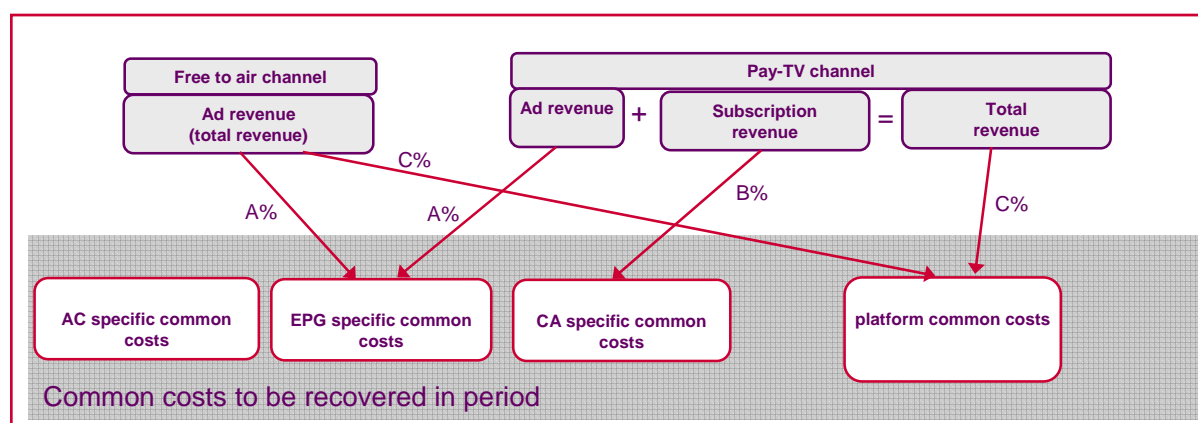 Free to air channel
Pay-TV channel
Ad revenue
(total revenue)
Ad revenue
+
Subscription
revenue
=
Total
revenue
C%
A%
A%
B%
C%
AC specific common
costs
EPG specific common
costs
CA specific common
costs
platform common costs
Common costs to be recovered in period